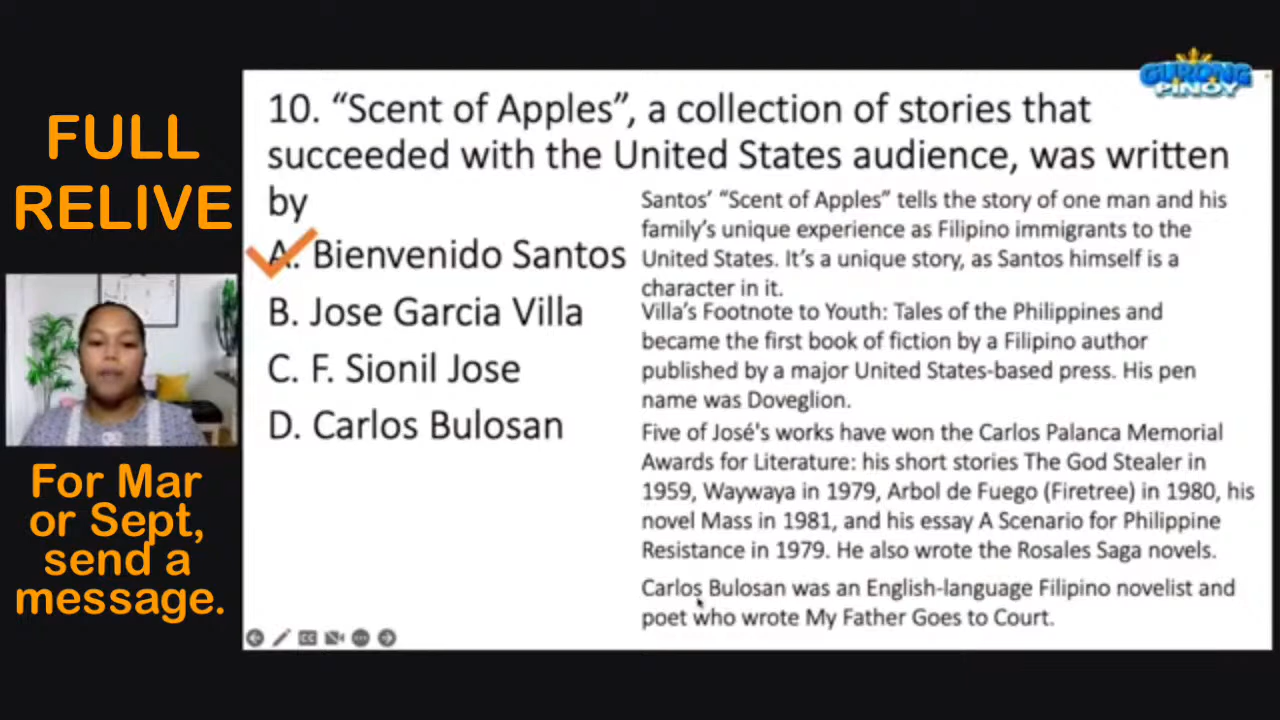 FULL
RELIVE
For Mar
or Sept,
send a
message.
GURONG
PINOY
10. “Scent of Apples”, a collection of stories that
succeeded with the United States audience, was written
by
A. Bienvenido Santos
B. Jose Garcia Villa
C. F. Sionil Jose
D. Carlos Bulosan
Santos’ “Scent of Apples” tells the story of one man and his
family’s unique experience as Filipino immigrants to the
United States. It’s a unique story, as Santos himself is a
character in it.
Villa’s Footnote to Youth: Tales of the Philippines and
became the first book of fiction by a Filipino author
published by a major United States-based press. His pen
name was Doveglion.
Five of José's works have won the Carlos Palanca Memorial
Awards for Literature: his short stories The God Stealer in
1959, Waywaya in 1979, Arbol de Fuego (Firetree) in 1980, his
novel Mass in 1981, and his essay A Scenario for Philippine
Resistance in 1979. He also wrote the Rosales Saga novels.
Carlos Bulosan was an English-language Filipino novelist and
poet who wrote My Father Goes to Court.
CC